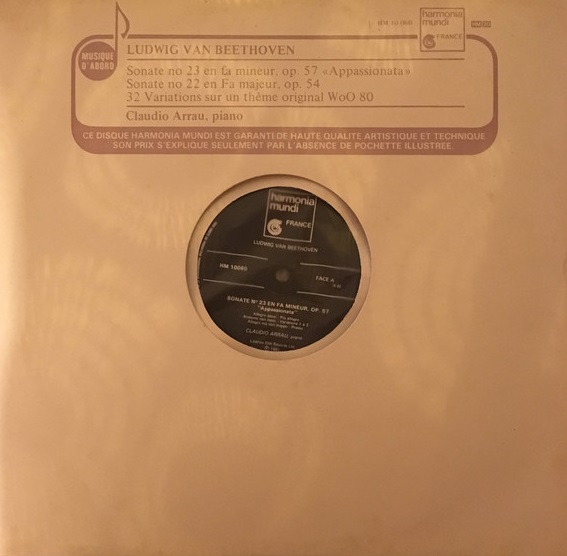 HM 10 060
harmonia
mundi
FRANCE
MUSIQUE
D'ABORD
LUDWIG VAN BEETHOVEN
Sonate no 23 en fa mineur, op. 57 «Appassionata»
Sonate no 22 en Fa majeur, op. 54
32 Variations sur un thème original WoO 80
Claudio Arrau, piano
CE DISQUE HARMONIA MUNDI EST GARANTI DE HAUTE QUALITE ARTISTIQUE ET TECHNIQUE
SON PRIX S'EXPLIQUE SEULEMENT PAR L'ABSENCE DE POCHETTE ILLUSTREE.
harmonia
mundi
FRANCE
LUDWIG VAN BEETHOVEN
HM 10060
FACE A
SONATE Nº 23 EN FA MINEUR, OP. 57
"Appassionata"
CLAUDIO ARRAU, piano